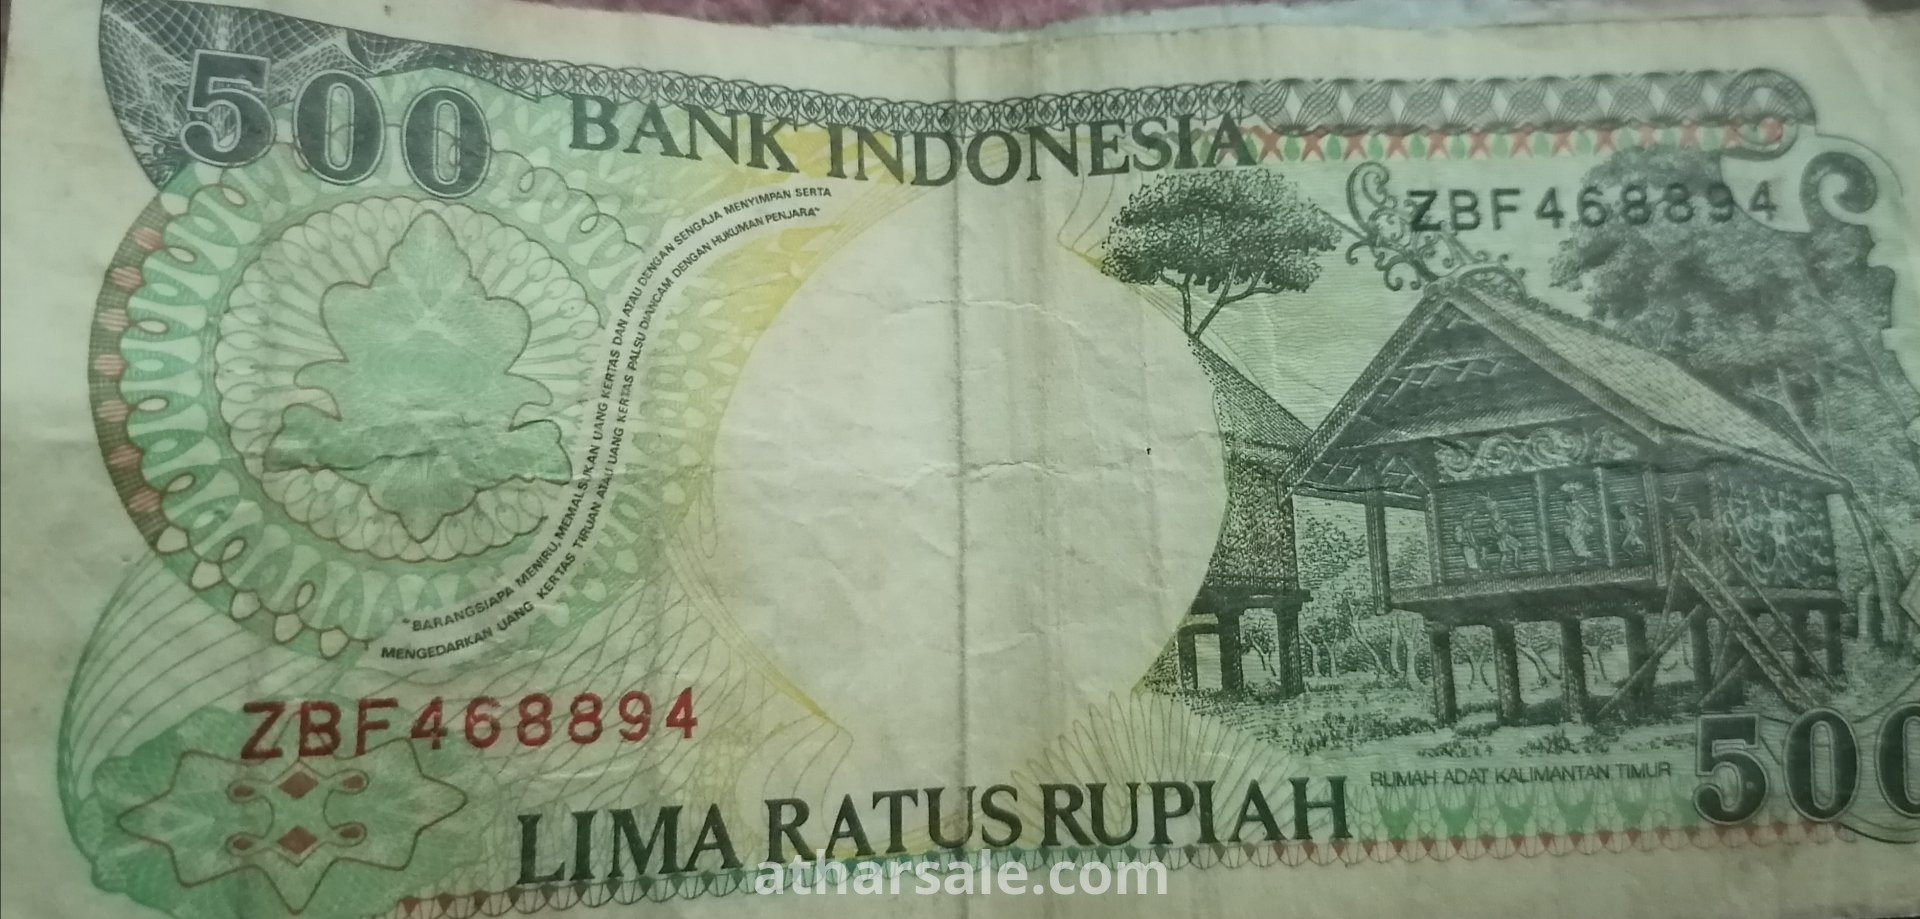 500
BANK INDONESIA
ZBF468894
"BARANGSIAPA MENIRU, MEMALSUKAN UANG KERTAS DAN ATAU DENGAN SENGAJA MENYIMPAN SERTA
MENGEDARKAN UANG KERTAS TIRUAN ATAU UANG KERTAS PALSU DIANCAM DENGAN HUKUMAN PENJARA"
ZBF468894
RUMAH ADAT KALIMANTAN TIMUR
500
LIMA RATUS RUPIAH
atharsale.com